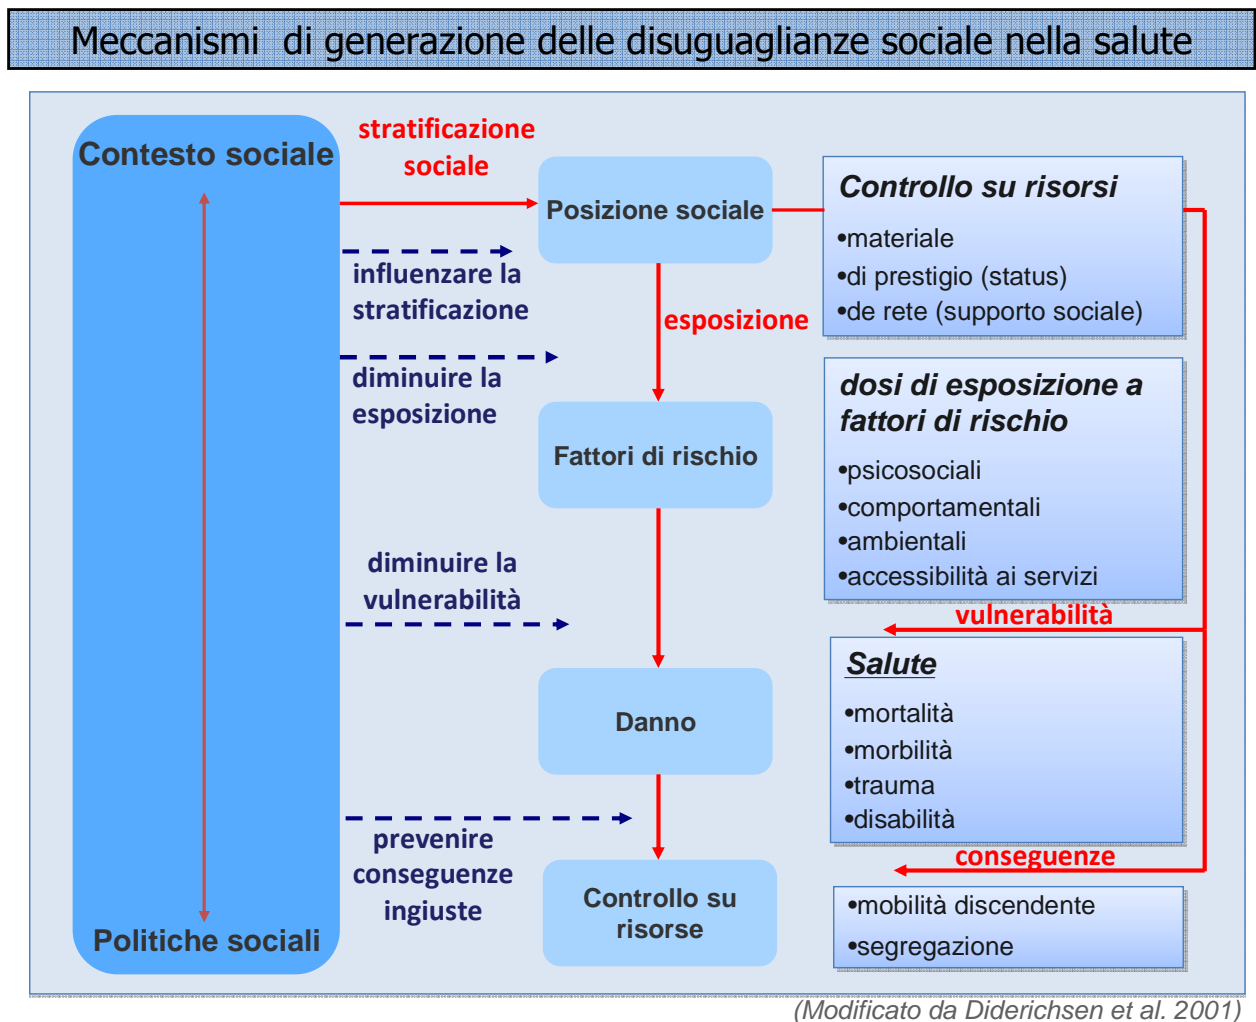 Meccanismi  di generazione delle disuguaglianze sociale nella salute
Contesto sociale
Politiche sociali
stratificazione
sociale
influenzare la
stratificazione
diminuire la
esposizione
diminuire la
vulnerabilità
prevenire
conseguenze
ingiuste
Posizione sociale
esposizione
Fattori di rischio
Danno
Controllo su
risorse
Controllo su risorsi
•materiale
•di prestigio (status)
•de rete (supporto sociale)
dosi di esposizione a
fattori di rischio
•psicosociali
•comportamentali
•ambientali
•accessibilità ai servizi
vulnerabilità
Salute
•mortalità
•morbilità
•trauma
•disabilità
conseguenze
•mobilità discendente
•segregazione
(Modificato da Diderichsen et al. 2001)